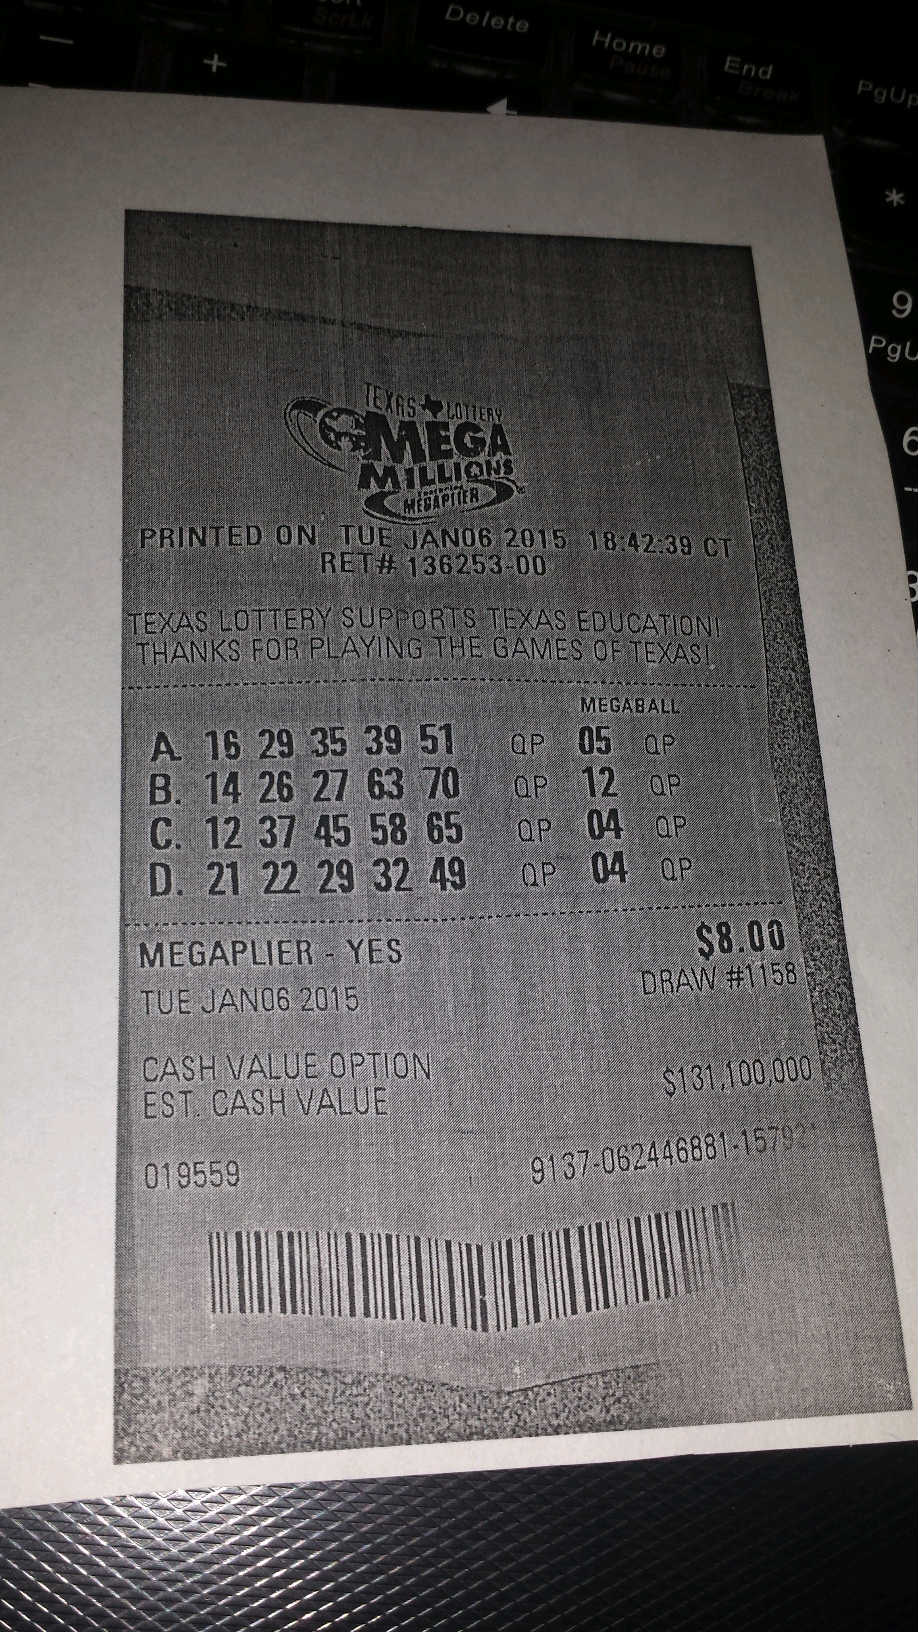 ScrLk
Delete
Home
Pause
End
Break
PgUp
—
+
*
9
PgU
6
TEXAS LOTTERY
MEGA
MILLIONS
MEGAPLIER
PRINTED ON TUE JAN06 2015 18:42:39 CT
RET# 136253-00
TEXAS LOTTERY SUPPORTS TEXAS EDUCATION!
THANKS FOR PLAYING THE GAMES OF TEXAS!
MEGABALL
A. 16 29 35 39 51 QP 05 QP
B. 14 26 27 63 70 QP 12 QP
C. 12 37 45 58 65 QP 04 QP
D. 21 22 29 32 49 QP 04 QP
MEGAPLIER - YES $8.00
TUE JAN06 2015 DRAW #1158
CASH VALUE OPTION
EST. CASH VALUE $131,100,000
019559 9137-062446881-